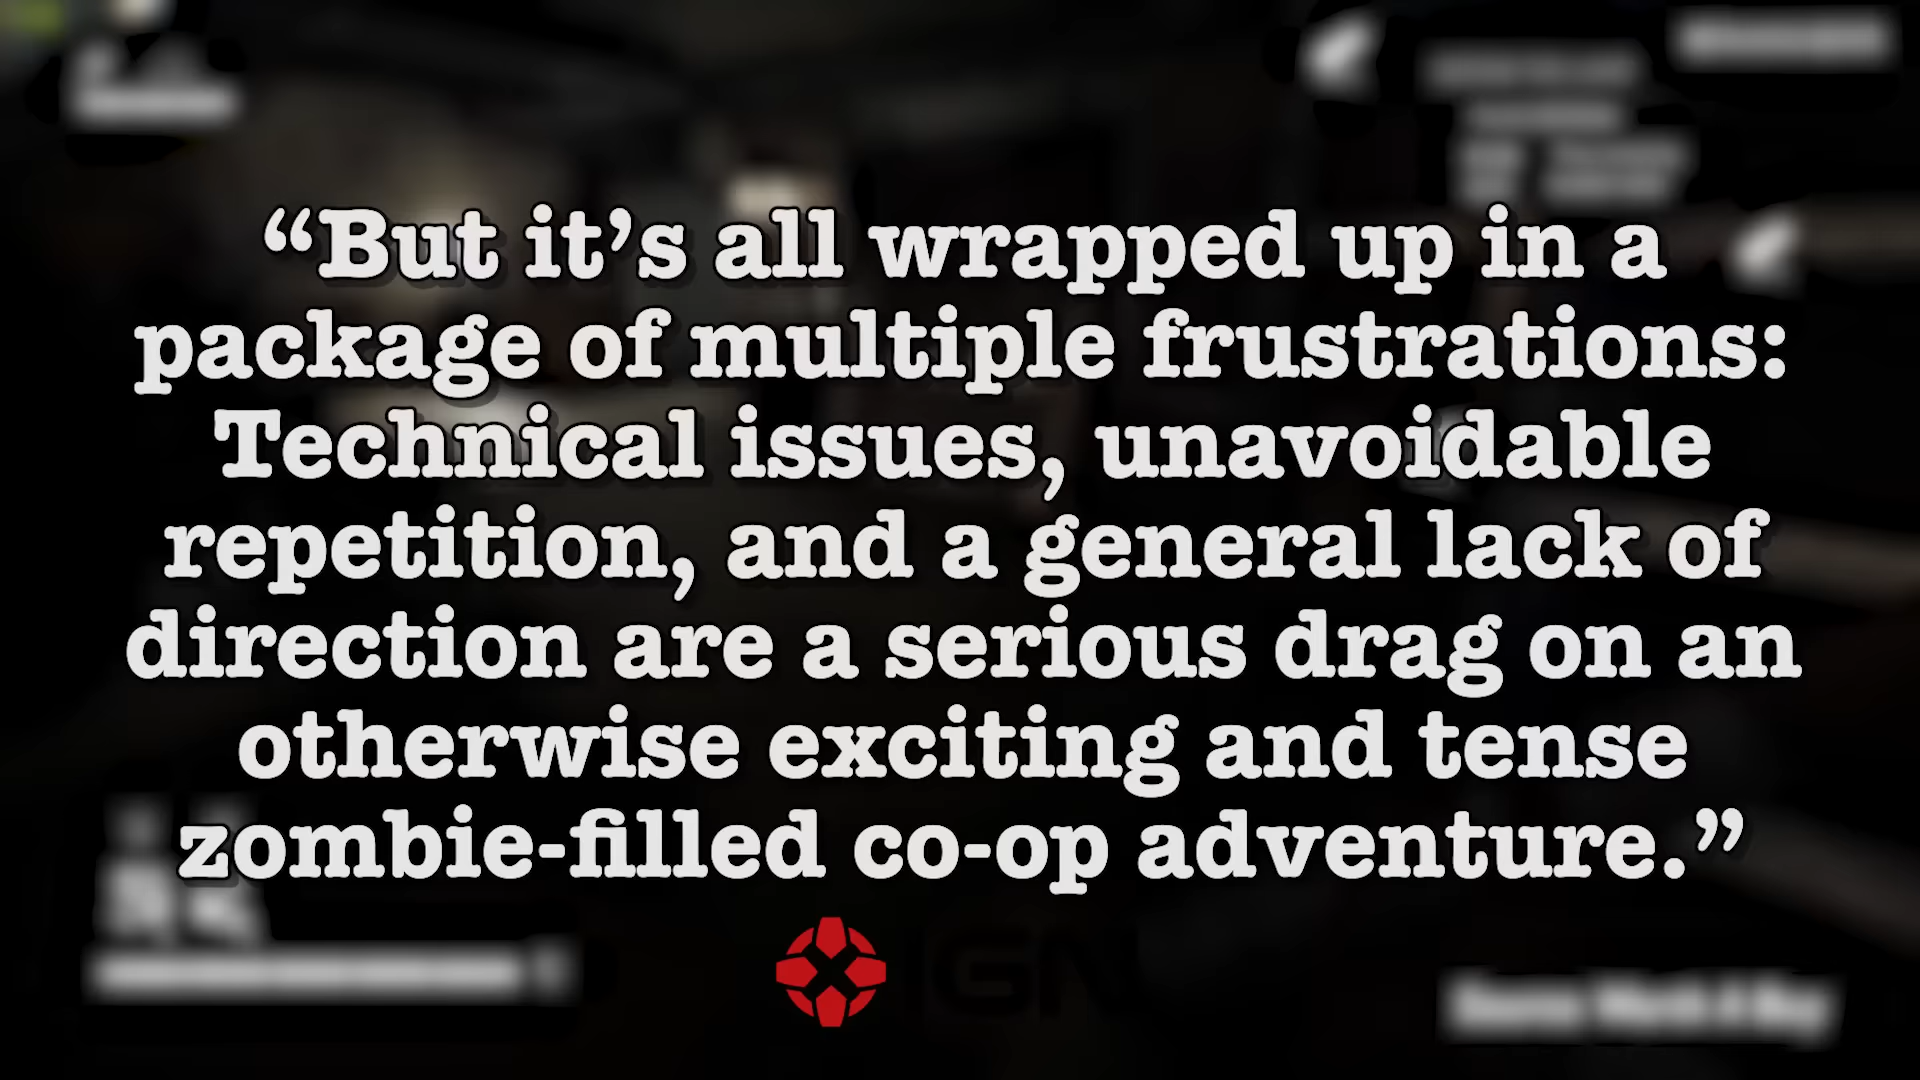 “But it’s all wrapped up in a
package of multiple frustrations:
Technical issues, unavoidable
repetition, and a general lack of
direction are a serious drag on an
otherwise exciting and tense
zombie-filled co-op adventure.”
IGN